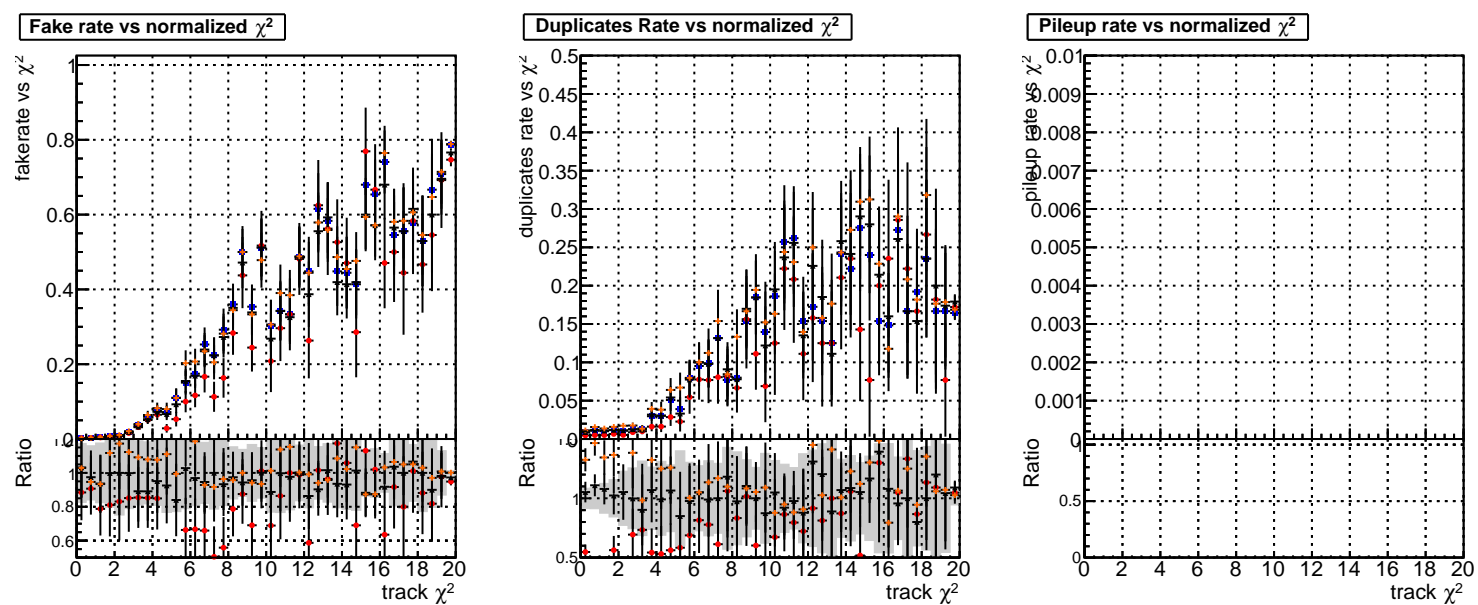 Fake rate vs normalized χ²
fakerate vs χ²
1
0.8
0.6
0.4
0.2
0
Ratio
1
0.8
0.6
0 2 4 6 8 10 12 14 16 18 20
track χ²
Duplicates Rate vs normalized χ²
duplicates rate vs χ²
0.5
0.45
0.4
0.35
0.3
0.25
0.2
0.15
0.1
0.05
Ratio
1
0.5
0 2 4 6 8 10 12 14 16 18 20
track χ²
Pileup rate vs normalized χ²
pileup rate vs χ²
0.01
0.009
0.008
0.007
0.006
0.005
0.004
0.003
0.002
0.001
0
Ratio
0.5
0
0 2 4 6 8 10 12 14 16 18 20
track χ²